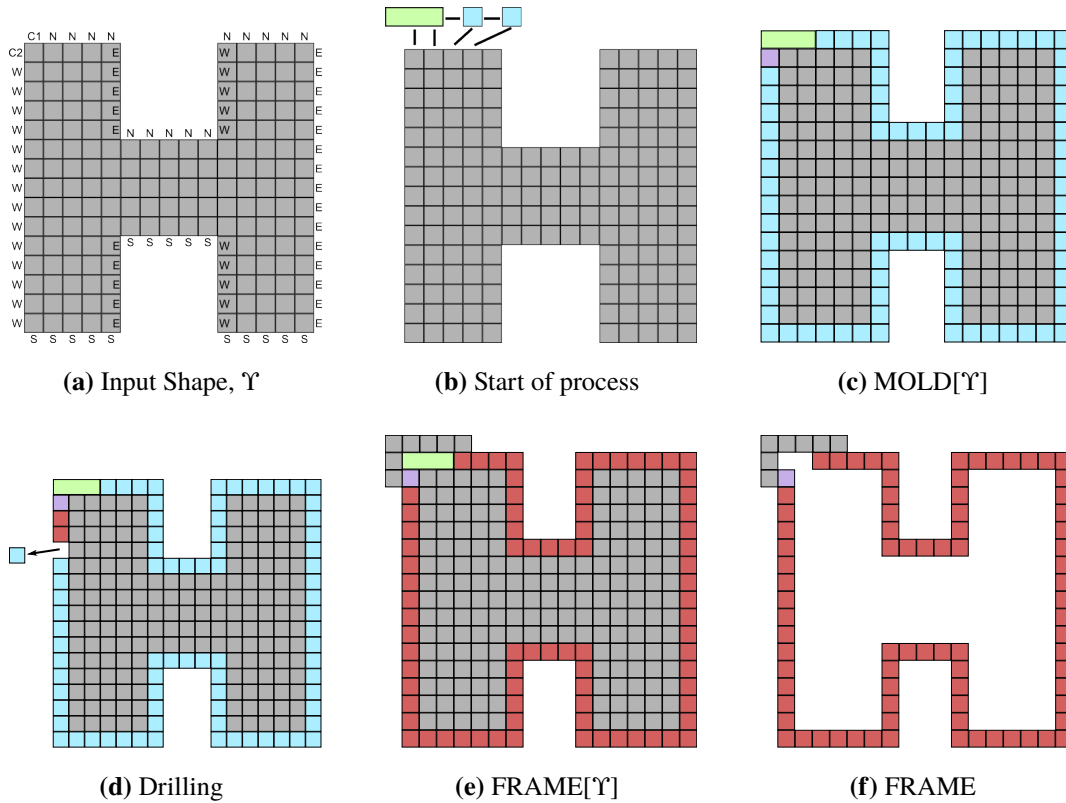 C1 N N N N N N N N N
C2 E W E
W E W E
W E W E
W E W E
W E W E
N N N N N
W E
W E
W E
W E
W E
S S S S S
W E W E
W E W E
W E W E
W E W E
W E W E
S S S S S S S S S S
(a) Input Shape, ϒ
(b) Start of process
(c) MOLD[ϒ]
(d) Drilling
(e) FRAME[ϒ]
(f) FRAME